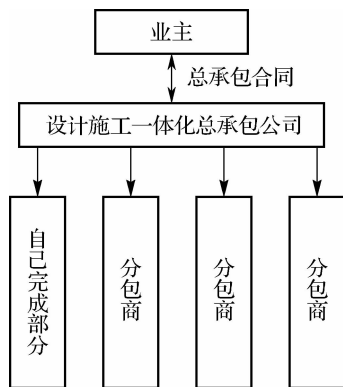 业主
总承包合同
设计施工一体化总承包公司
自己完成部分
分包商
分包商
分包商